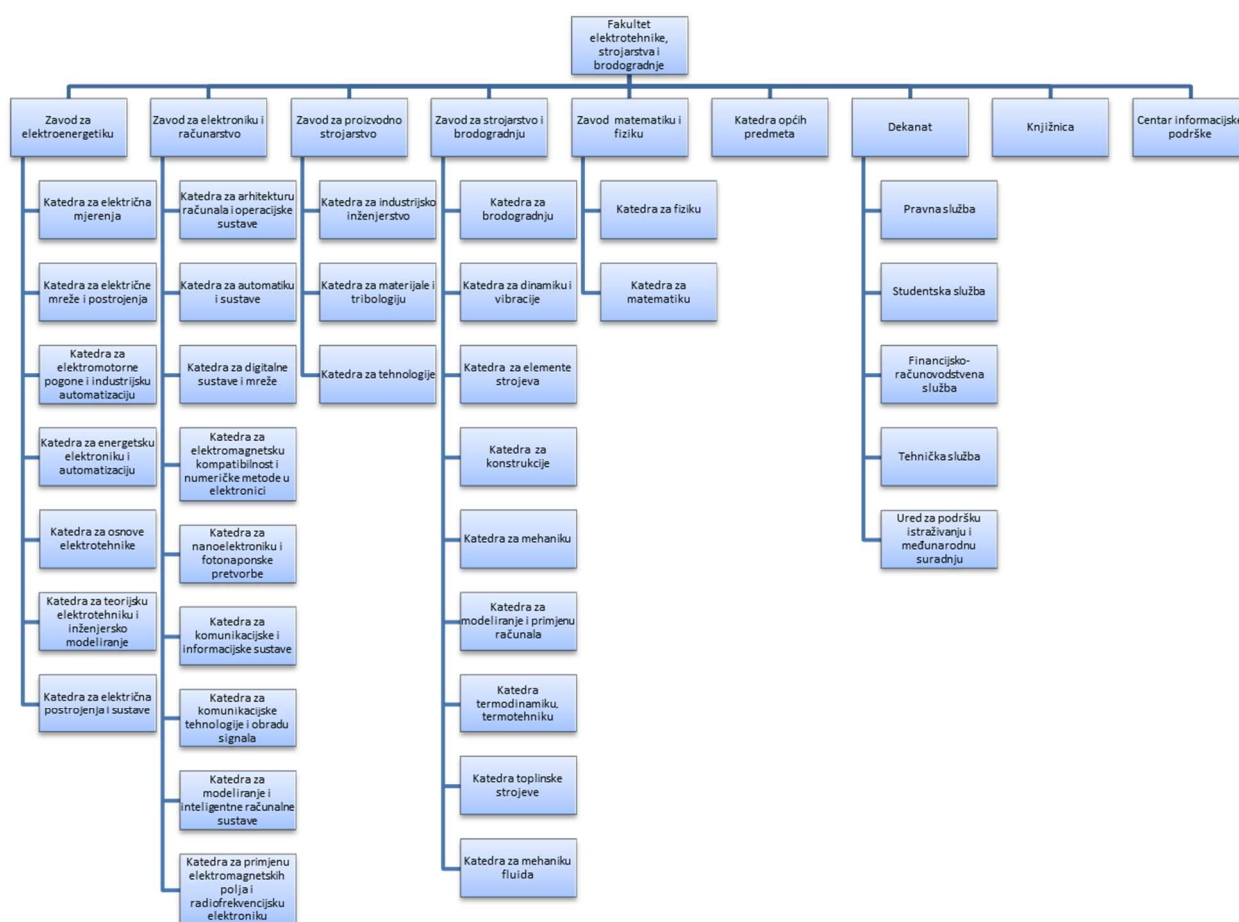 Fakultet
elektrotehnike,
strojarstva i
brodogradnje
Zavod za
elektroenergetiku
Zavod za elektroniku i
računarstvo
Zavod za proizvodno
strojarstvo
Zavod za strojarstvo i
brodogradnju
Zavod matematiku i
fiziku
Katedra općih
predmeta
Dekanat
Knjižnica
Centar informacijske
podrške
Katedra za električna
mjerenja
Katedra za električne
mreže i postrojenja
Katedra za
elektromotorne
pogone i industrijsku
automatizaciju
Katedra za energetsku
elektroniku i
automatizaciju
Katedra za osnove
elektrotehnike
Katedra za teorijsku
elektrotehniku i
inženjersko
modeliranje
Katedra za električna
postrojenja i sustave
Katedra za arhitekturu
računala i operacijske
sustave
Katedra za automatiku
i sustave
Katedra za digitalne
sustave i mreže
Katedra za
elektromagnetsku
kompatibilnost i
numeričke metode u
elektronici
Katedra za
nanoelektroniku i
fotonaponske
pretvorbe
Katedra za
komunikacijske i
informacijske sustave
Katedra za
komunikacijske
tehnologije i obradu
signala
Katedra za
modeliranje i
inteligentne računalne
sustave
Katedra za primjenu
elektromagnetskih
polja i
radiofrekvencijsku
elektroniku
Katedra za industrijsko
inženjerstvo
Katedra za materijale i
tribologiju
Katedra za tehnologije
Katedra za
brodogradnju
Katedra za dinamiku i
vibracije
Katedra za elemente
strojeva
Katedra za
konstrukcije
Katedra za mehaniku
Katedra za
modeliranje i primjenu
računala
Katedra
termodinamiku,
termotehniku
Katedra toplinske
strojeve
Katedra za mehaniku
fluida
Katedra za fiziku
Katedra za
matematiku
Pravna služba
Studentska služba
Financijsko-
računovodstvena
služba
Tehnička služba
Ured za podršku
istraživanju i
međunarodnu
suradnju